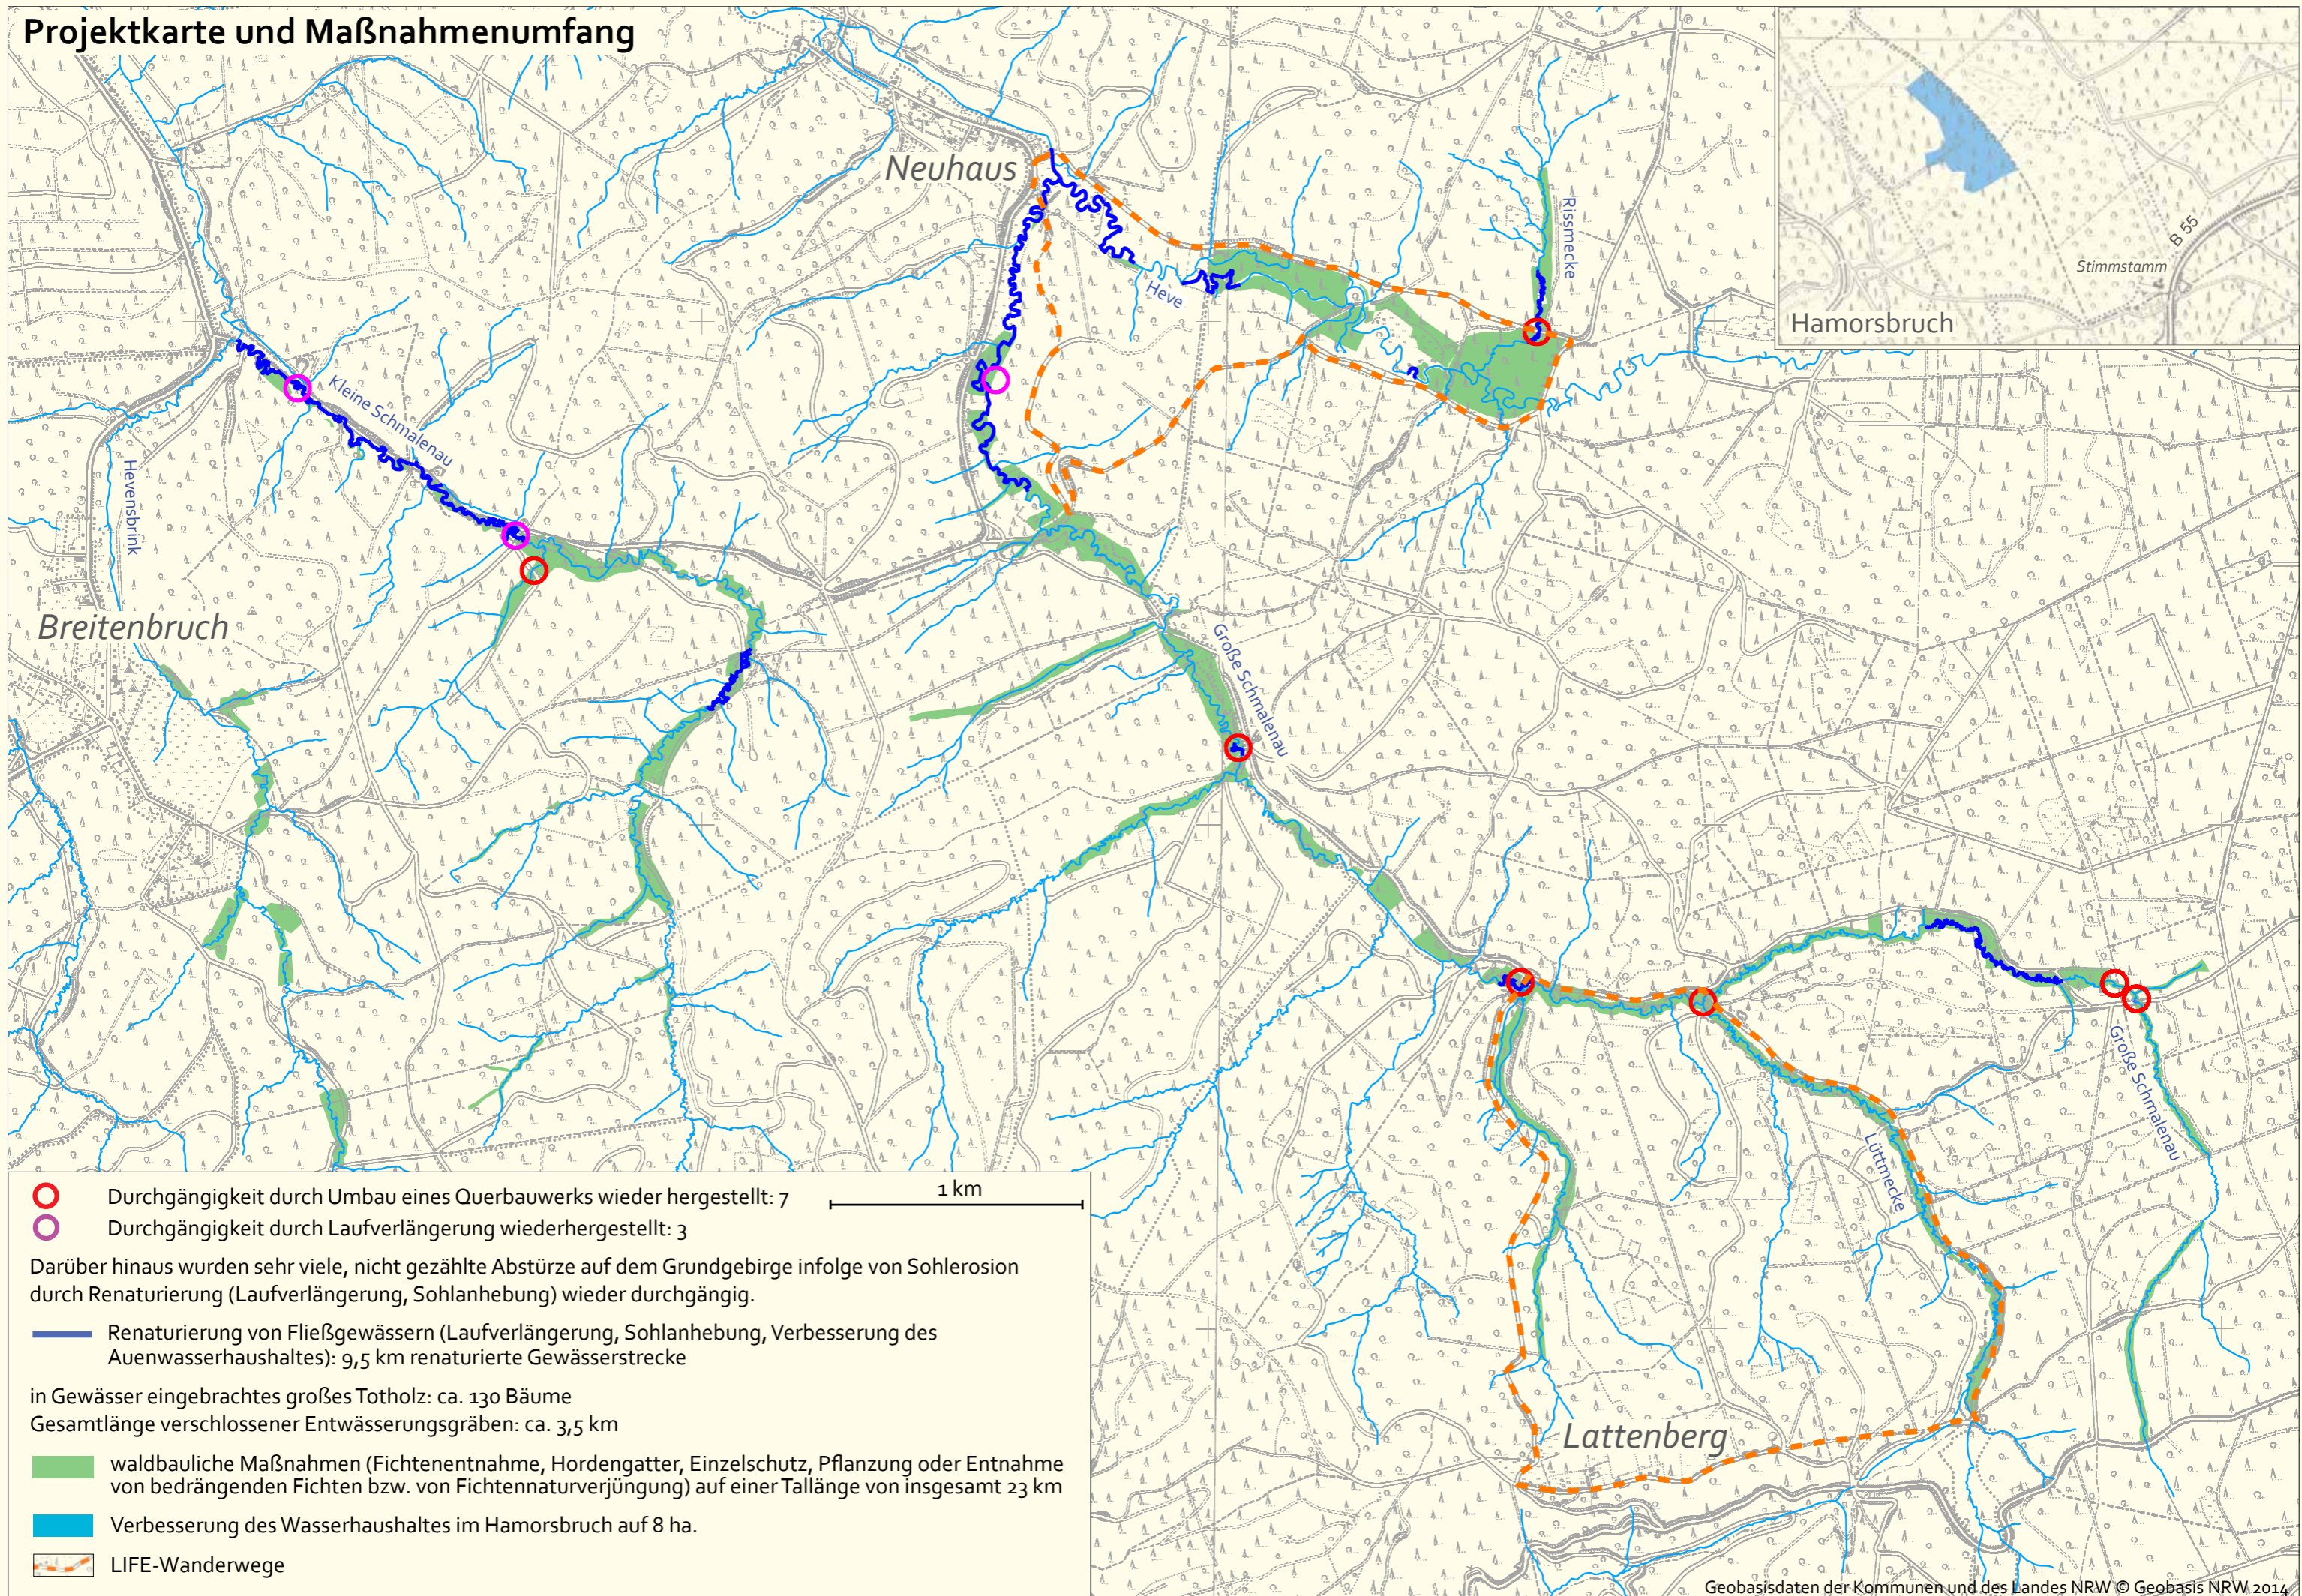 Projektkarte und Maßnahmenumfang
Neuhaus
Rissmecke
Heve
B 55
Stimmstamm
Hamorsbruch
Kleine Schmalenau
Hevensbrink
Breitenbruch
Große Schmalenau
Große Schmalenau
Lüttmecke
Lattenberg
1 km
Durchgängigkeit durch Umbau eines Querbauwerks wieder hergestellt: 7
Durchgängigkeit durch Laufverlängerung wiederhergestellt: 3
Darüber hinaus wurden sehr viele, nicht gezählte Abstürze auf dem Grundgebirge infolge von Sohlerosion
durch Renaturierung (Laufverlängerung, Sohlanhebung) wieder durchgängig.
Renaturierung von Fließgewässern (Laufverlängerung, Sohlanhebung, Verbesserung des
Auenwasserhaushaltes): 9,5 km renaturierte Gewässerstrecke
in Gewässer eingebrachtes großes Totholz: ca. 130 Bäume
Gesamtlänge verschlossener Entwässerungsgräben: ca. 3,5 km
waldbauliche Maßnahmen (Fichtenentnahme, Hordengatter, Einzelschutz, Pflanzung oder Entnahme
von bedrängenden Fichten bzw. von Fichtennaturverjüngung) auf einer Tallänge von insgesamt 23 km
Verbesserung des Wasserhaushaltes im Hamorsbruch auf 8 ha.
LIFE-Wanderwege
Geobasisdaten der Kommunen und des Landes NRW © Geobasis NRW 2014